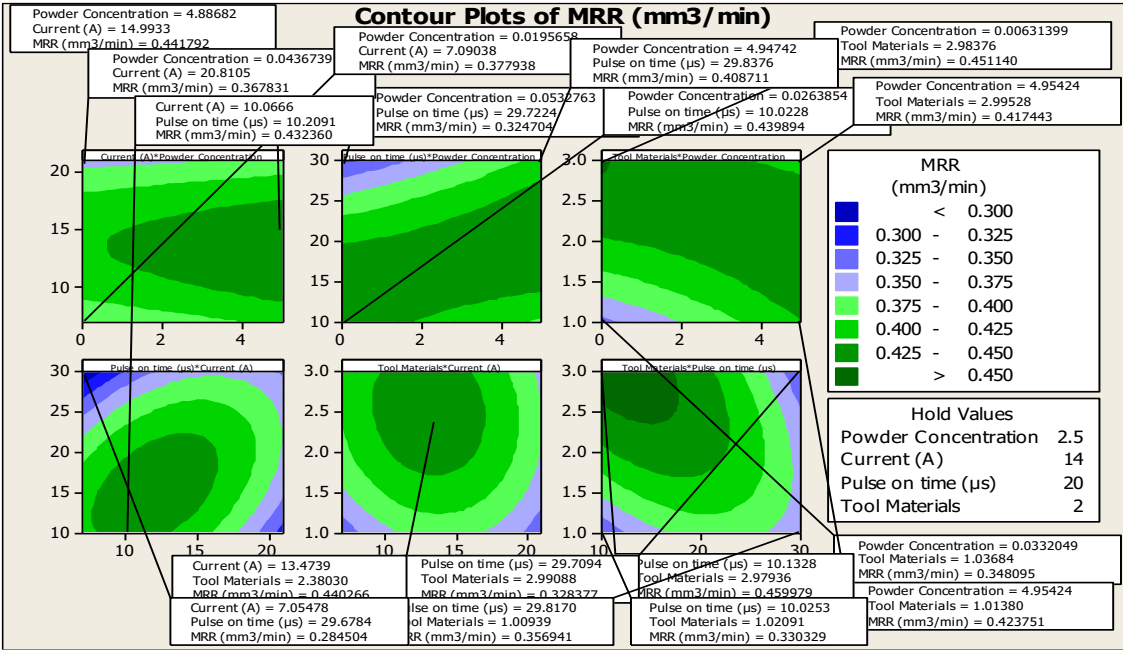 Contour Plots of MRR (mm3/min)
Powder Concentration = 4.88682
Current (A) = 14.9933
MRR (mm3/min) = 0.441792
Powder Concentration = 0.0436739
Current (A) = 20.8105
MRR (mm3/min) = 0.367831
Current (A) = 10.0666
Pulse on time (µs) = 10.2091
MRR (mm3/min) = 0.432360
Powder Concentration = 0.0195658
Current (A) = 7.09038
MRR (mm3/min) = 0.377938
Powder Concentration = 0.0532763
Pulse on time (µs) = 29.7224
MRR (mm3/min) = 0.324704
Powder Concentration = 4.94742
Pulse on time (µs) = 29.8376
MRR (mm3/min) = 0.408711
Powder Concentration = 0.0263854
Pulse on time (µs) = 10.0228
MRR (mm3/min) = 0.439894
Powder Concentration = 0.00631399
Tool Materials = 2.98376
MRR (mm3/min) = 0.451140
Powder Concentration = 4.95424
Tool Materials = 2.99528
MRR (mm3/min) = 0.417443
Current (A)*Powder Concentration
20
15
10
0 2 4
Pulse on time (µs)*Powder Concentration
30
25
20
15
10
0 2 4
Tool Materials*Powder Concentration
3.0
2.5
2.0
1.5
1.0
0 2 4
Pulse on time (µs)*Current (A)
30
25
20
15
10
10 15 20
Tool Materials*Current (A)
3.0
2.5
2.0
1.5
1.0
10 15 20
Tool Materials*Pulse on time (µs)
3.0
2.5
2.0
1.5
1.0
10 20 30
MRR
(mm3/min)
< 0.300
0.300 - 0.325
0.325 - 0.350
0.350 - 0.375
0.375 - 0.400
0.400 - 0.425
0.425 - 0.450
> 0.450
Hold Values
Powder Concentration 2.5
Current (A) 14
Pulse on time (µs) 20
Tool Materials 2
Current (A) = 13.4739
Tool Materials = 2.38030
MRR (mm3/min) = 0.440266
Current (A) = 7.05478
Pulse on time (µs) = 29.6784
MRR (mm3/min) = 0.284504
Pulse on time (µs) = 29.7094
Tool Materials = 2.99088
MRR (mm3/min) = 0.328377
Pulse on time (µs) = 29.8170
Tool Materials = 1.00939
MRR (mm3/min) = 0.356941
Pulse on time (µs) = 10.1328
Tool Materials = 2.97936
MRR (mm3/min) = 0.459979
Pulse on time (µs) = 10.0253
Tool Materials = 1.02091
MRR (mm3/min) = 0.330329
Powder Concentration = 0.0332049
Tool Materials = 1.03684
MRR (mm3/min) = 0.348095
Powder Concentration = 4.95424
Tool Materials = 1.01380
MRR (mm3/min) = 0.423751